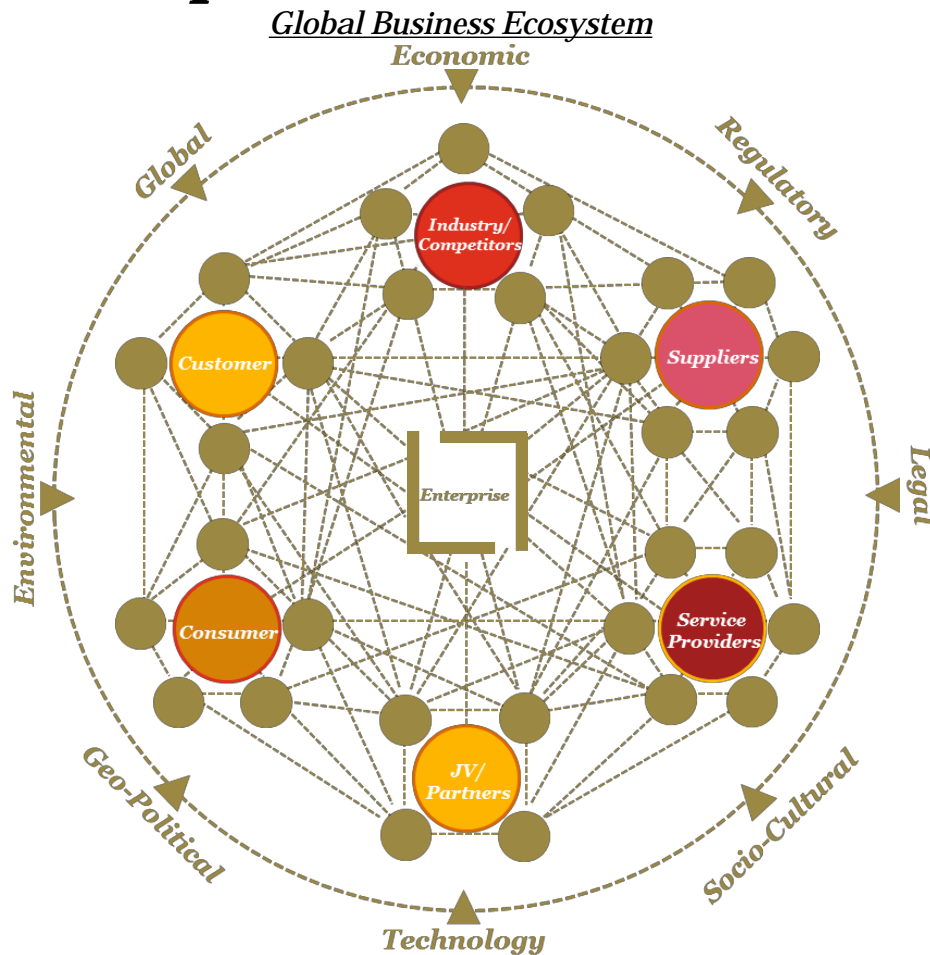 Global Business Ecosystem
Economic
Global
Regulatory
Industry/
Competitors
Customer
Suppliers
Environmental
Enterprise
Legal
Consumer
Service
Providers
JV/
Partners
Geo-Political
Socio-Cultural
Technology